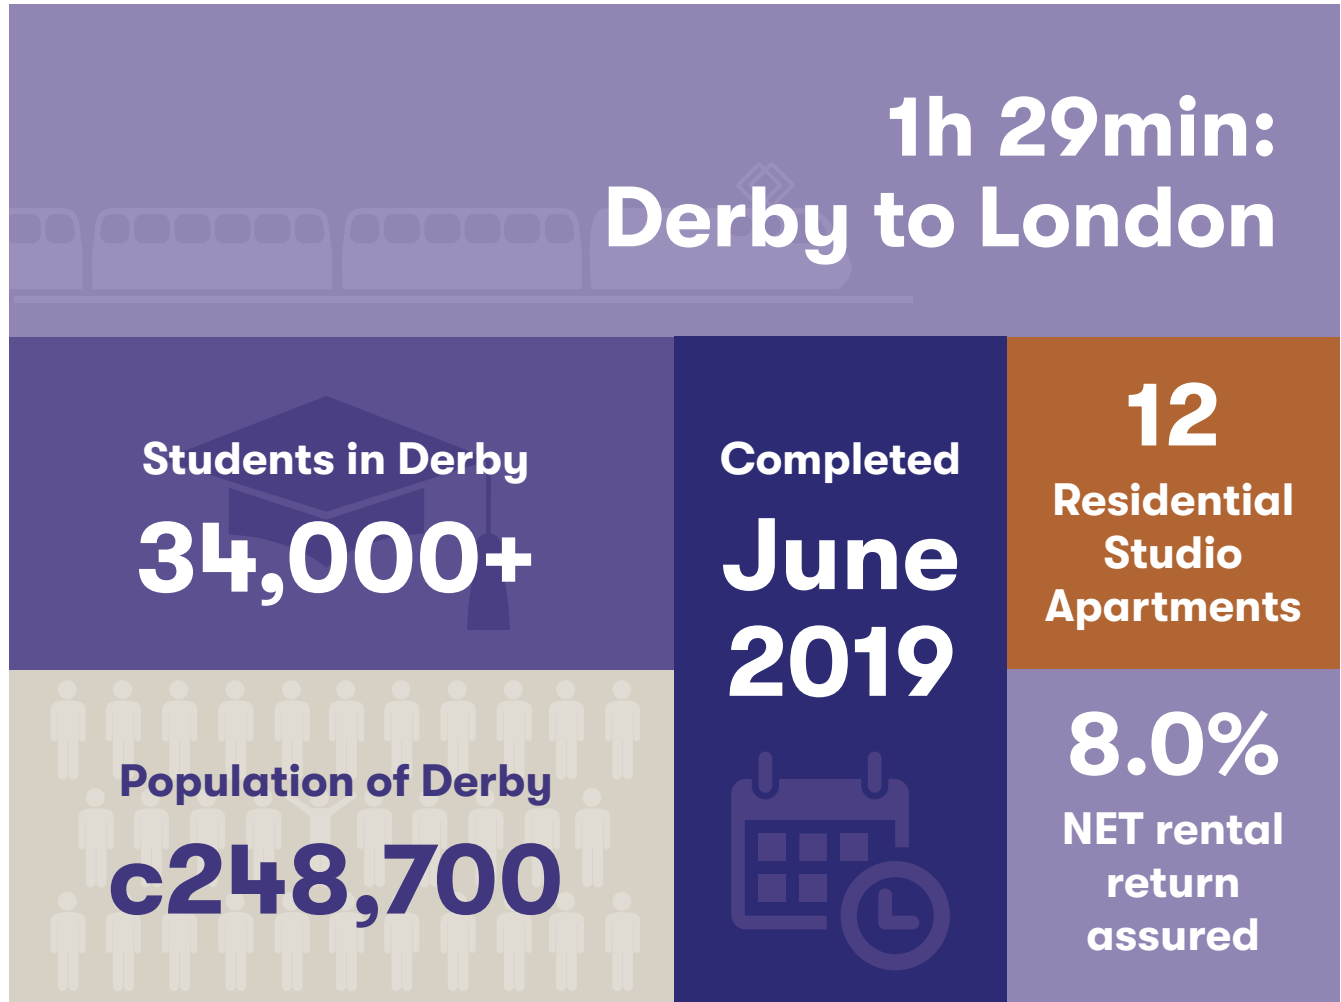 1h 29min:
Derby to London
Students in Derby
34,000+
Completed
June
2019
12
Residential
Studio
Apartments
Population of Derby
c248,700
8.0%
NET rental
return
assured